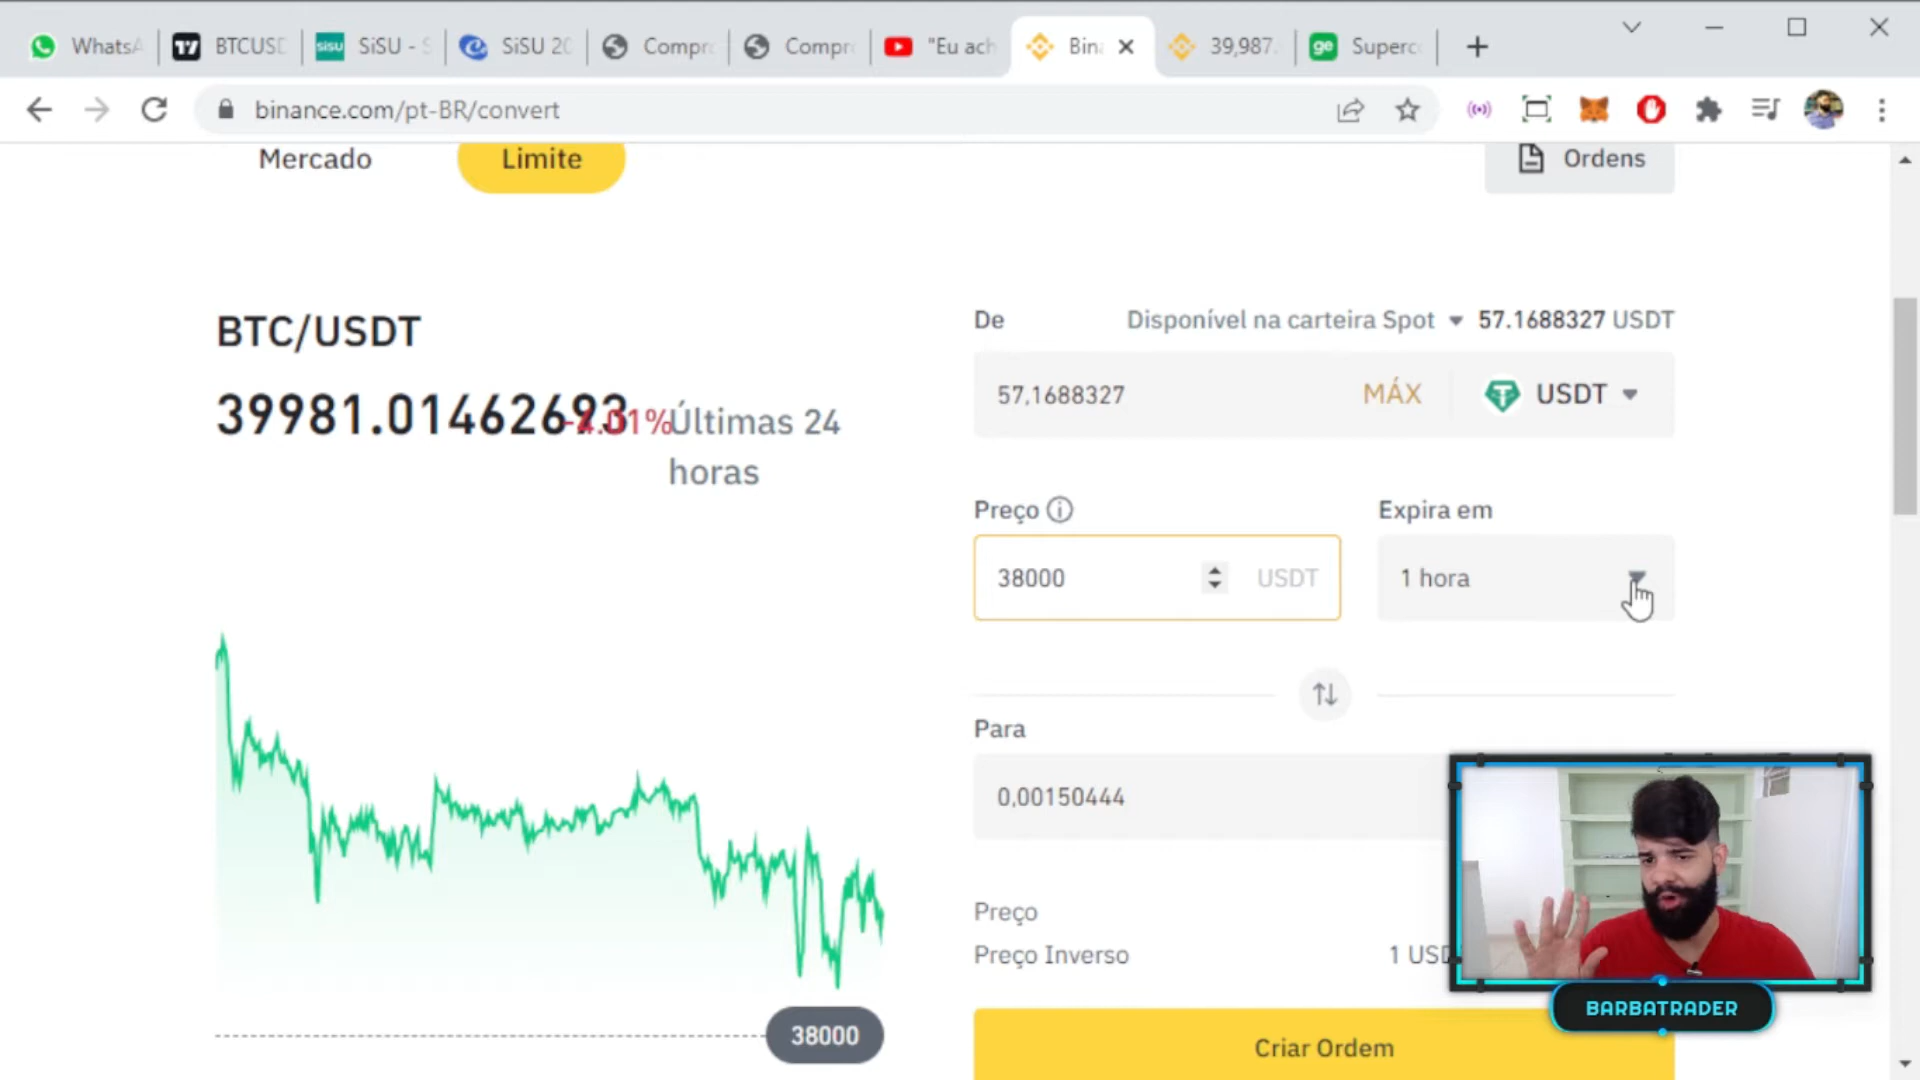 WhatsA
BTCUSD
SiSU - S
SiSU 20
Compro
Compr
"Eu ach
Bin
39,987.
Superc
binance.com/pt-BR/convert
Mercado
Limite
Ordens
BTC/USDT
39981.01462693
-4.01%
Últimas 24
horas
De
Disponível na carteira Spot
57.1688327 USDT
57,1688327
MÁX
USDT
Preço
Expira em
38000
USDT
1 hora
Para
0,00150444
Preço
Preço Inverso
1 USD
38000
Criar Ordem
BARBATRADER